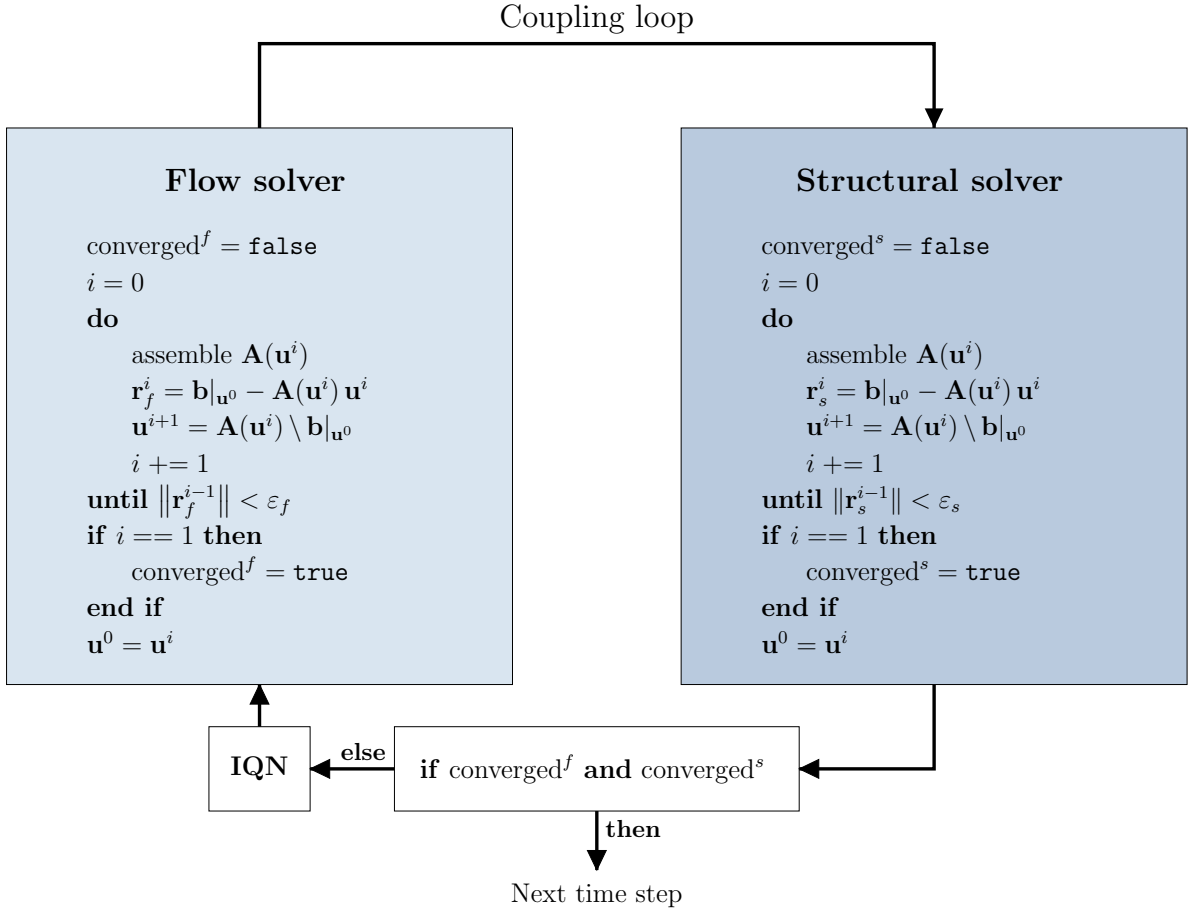 Coupling loop
Flow solver
converged^f = false
i = 0
do
assemble A(u^i)
r_f^i = b|_{u^0} − A(u^i) u^i
u^{i+1} = A(u^i) \ b|_{u^0}
i += 1
until ‖r_f^{i−1}‖ < ε_f
if i == 1 then
converged^f = true
end if
u^0 = u^i
Structural solver
converged^s = false
i = 0
do
assemble A(u^i)
r_s^i = b|_{u^0} − A(u^i) u^i
u^{i+1} = A(u^i) \ b|_{u^0}
i += 1
until ‖r_s^{i−1}‖ < ε_s
if i == 1 then
converged^s = true
end if
u^0 = u^i
IQN
else
if converged^f and converged^s
then
Next time step